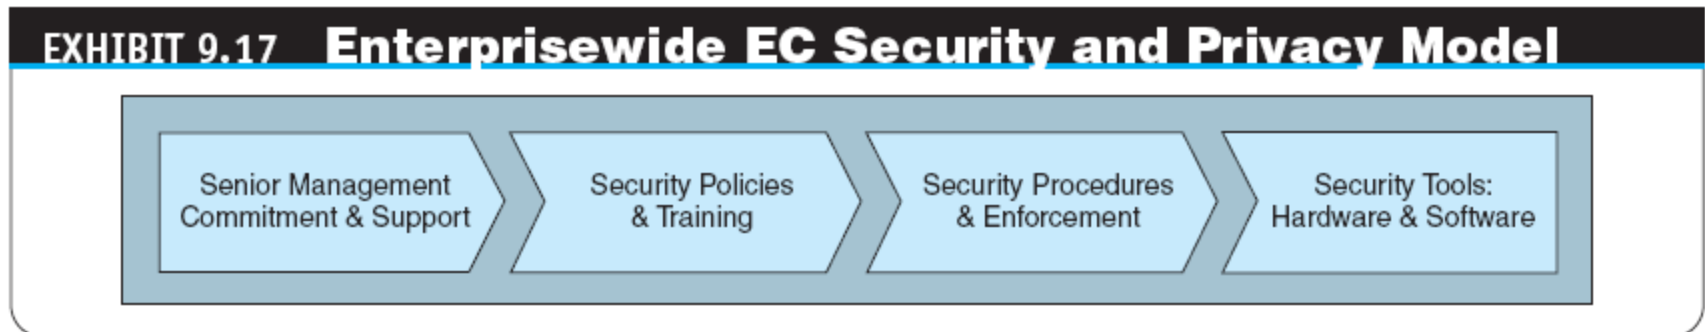 EXHIBIT 9.17 Enterprisewide EC Security and Privacy Model
Senior Management
Commitment & Support
Security Policies
& Training
Security Procedures
& Enforcement
Security Tools:
Hardware & Software